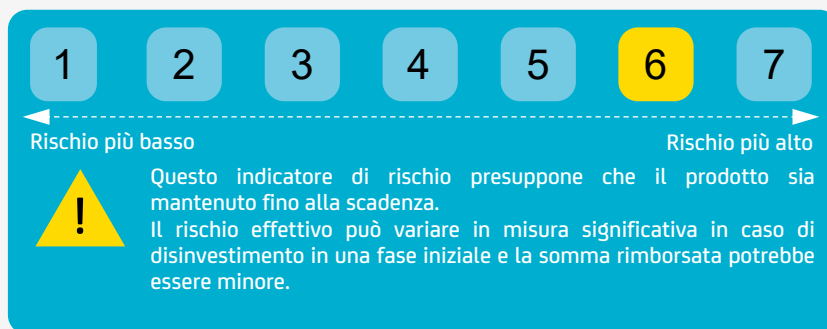 1 2 3 4 5 6 7
Rischio più basso Rischio più alto
! Questo indicatore di rischio presuppone che il prodotto sia
mantenuto fino alla scadenza.
Il rischio effettivo può variare in misura significativa in caso di
disinvestimento in una fase iniziale e la somma rimborsata potrebbe
essere minore.